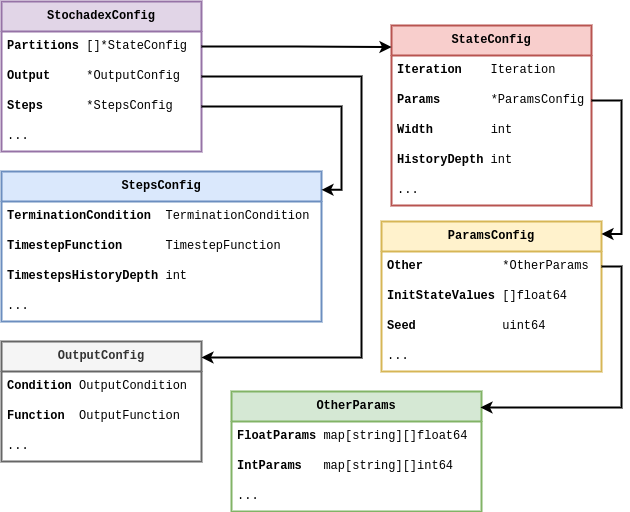 StochadexConfig
Partitions []*StateConfig
Output *OutputConfig
Steps *StepsConfig
...
StateConfig
Iteration Iteration
Params *ParamsConfig
Width int
HistoryDepth int
...
StepsConfig
TerminationCondition TerminationCondition
TimestepFunction TimestepFunction
TimestepsHistoryDepth int
...
ParamsConfig
Other *OtherParams
InitStateValues []float64
Seed uint64
...
OutputConfig
Condition OutputCondition
Function OutputFunction
...
OtherParams
FloatParams map[string][]float64
IntParams map[string][]int64
...